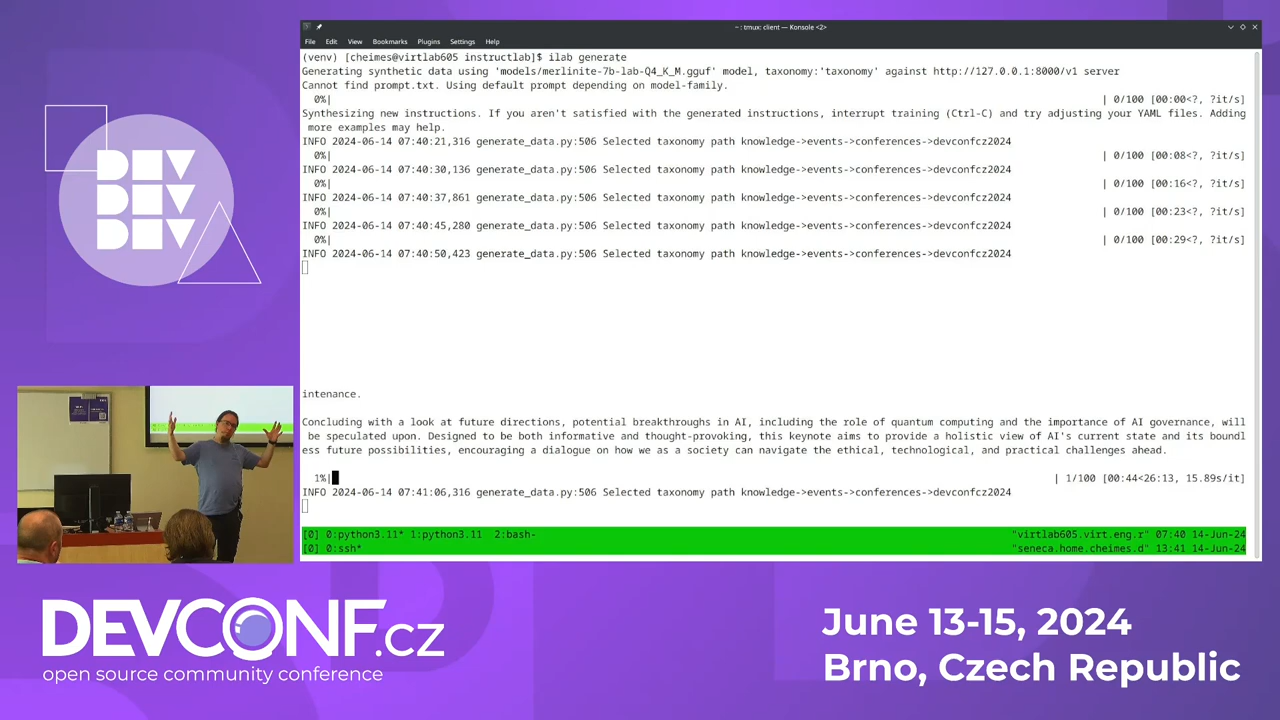 DEV
DEV
DEV
~ : tmux: client — Konsole <2>
File Edit View Bookmarks Plugins Settings Help
(venv) [cheimes@virtlab605 instructlab]$ ilab generate
Generating synthetic data using 'models/merlinite-7b-lab-Q4_K_M.gguf' model, taxonomy:'taxonomy' against http://127.0.0.1:8000/v1 server
Cannot find prompt.txt. Using default prompt depending on model-family.
0%| | 0/100 [00:00<?, ?it/s]
Synthesizing new instructions. If you aren't satisfied with the generated instructions, interrupt training (Ctrl-C) and try adjusting your YAML files. Adding
more examples may help.
INFO 2024-06-14 07:40:21,316 generate_data.py:506 Selected taxonomy path knowledge->events->conferences->devconfcz2024
0%| | 0/100 [00:08<?, ?it/s]
INFO 2024-06-14 07:40:30,136 generate_data.py:506 Selected taxonomy path knowledge->events->conferences->devconfcz2024
0%| | 0/100 [00:16<?, ?it/s]
INFO 2024-06-14 07:40:37,861 generate_data.py:506 Selected taxonomy path knowledge->events->conferences->devconfcz2024
0%| | 0/100 [00:23<?, ?it/s]
INFO 2024-06-14 07:40:45,280 generate_data.py:506 Selected taxonomy path knowledge->events->conferences->devconfcz2024
0%| | 0/100 [00:29<?, ?it/s]
INFO 2024-06-14 07:40:50,423 generate_data.py:506 Selected taxonomy path knowledge->events->conferences->devconfcz2024
intenance.
Concluding with a look at future directions, potential breakthroughs in AI, including the role of quantum computing and the importance of AI governance, will
be speculated upon. Designed to be both informative and thought-provoking, this keynote aims to provide a holistic view of AI's current state and its boundl
ess future possibilities, encouraging a dialogue on how we as a society can navigate the ethical, technological, and practical challenges ahead.
1%| | 1/100 [00:44<26:13, 15.89s/it]
INFO 2024-06-14 07:41:06,316 generate_data.py:506 Selected taxonomy path knowledge->events->conferences->devconfcz2024
[0] 0:python3.11* 1:python3.11 2:bash- "virtlab605.virt.eng.r" 07:40 14-Jun-24
[0] 0:ssh* "seneca.home.cheimes.d" 13:41 14-Jun-24
DEVCONF.cz
open source community conference
June 13-15, 2024
Brno, Czech Republic